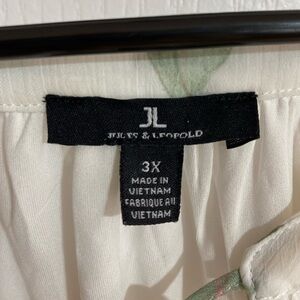 JL
JULES & LEOPOLD
3X
MADE IN
VIETNAM
FABRIQUE AU
VIETNAM